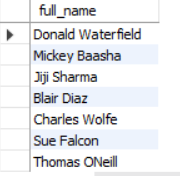 full_name
Donald Waterfield
Mickey Baasha
Jiji Sharma
Blair Diaz
Charles Wolfe
Sue Falcon
Thomas ONeill